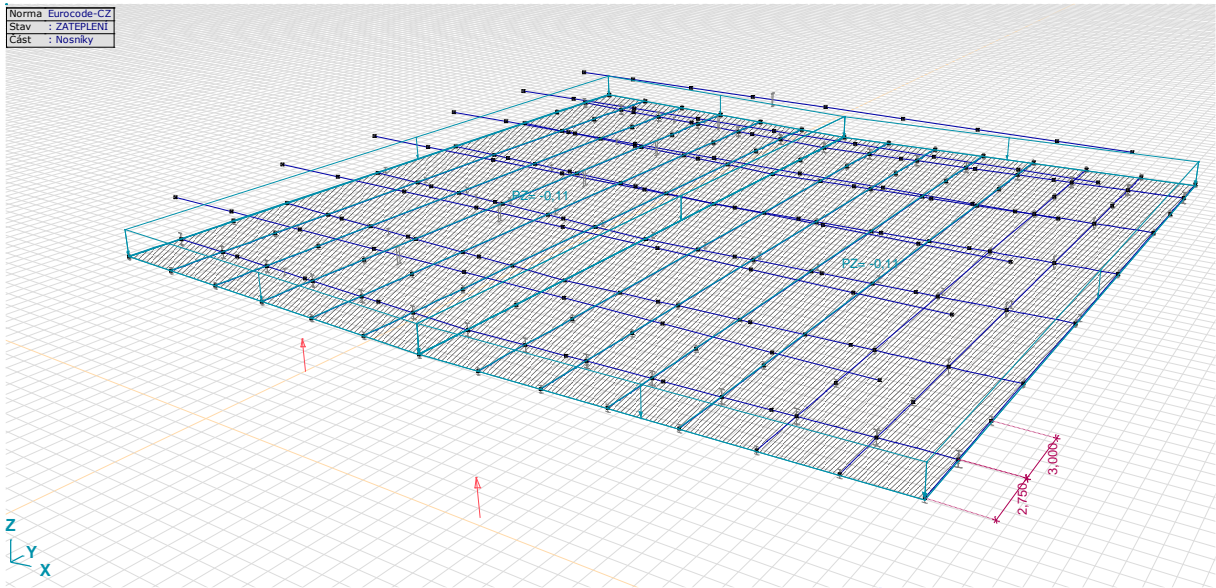 Norma Eurocode-CZ
Stav : ZATEPLENÍ
Část : Nosníky
PZ= -0,11
PZ= -0,11
3,000
2,750
Z
Y
X